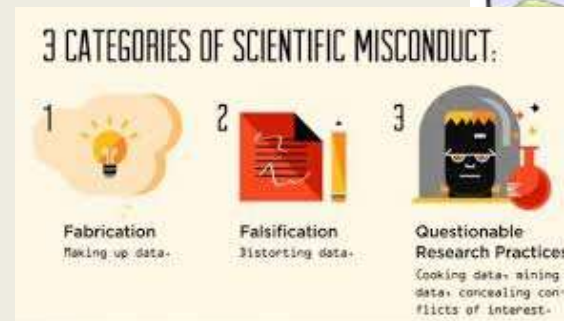 3 CATEGORIES OF SCIENTIFIC MISCONDUCT:
1
Fabrication
Making up data.
2
Falsification
Distorting data.
3
Questionable
Research Practices
Cooking data, mining
data, concealing con-
flicts of interest.